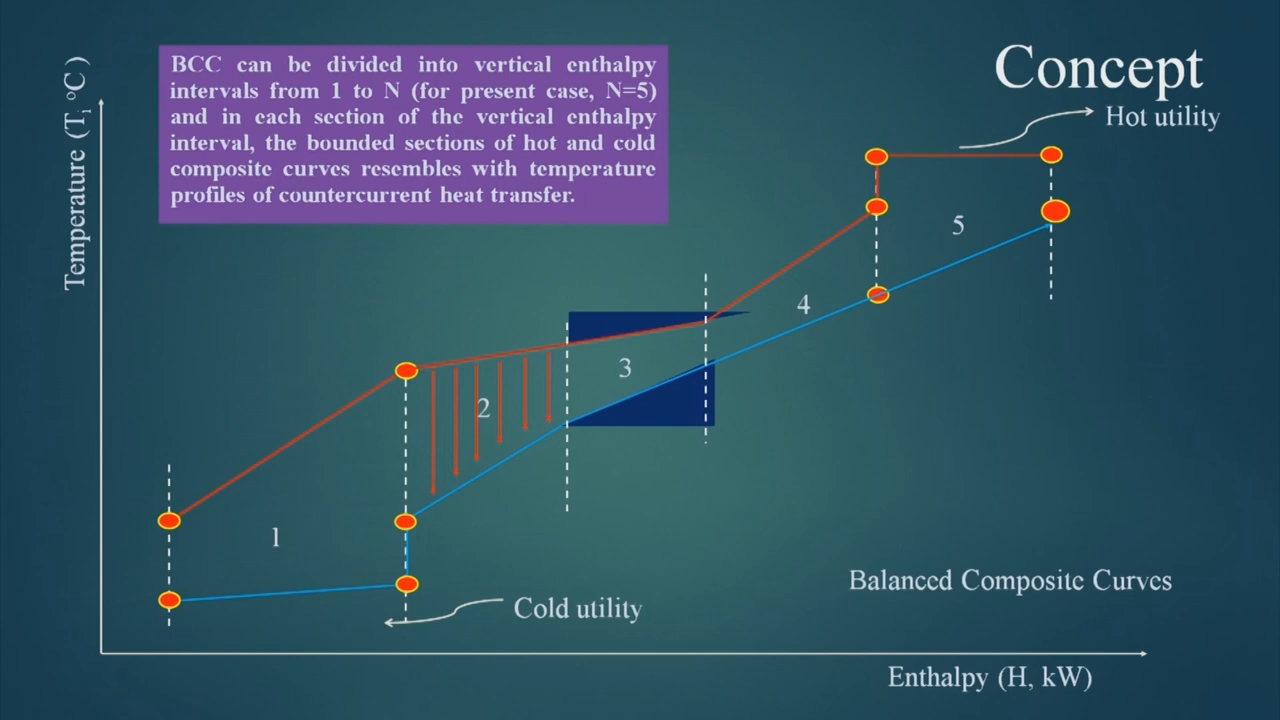 Concept
BCC can be divided into vertical enthalpy
intervals from 1 to N (for present case, N=5)
and in each section of the vertical enthalpy
interval, the bounded sections of hot and cold
composite curves resembles with temperature
profiles of countercurrent heat transfer.
Temperature (T, °C )
Hot utility
5
4
3
2
1
Balanced Composite Curves
Cold utility
Enthalpy (H, kW)